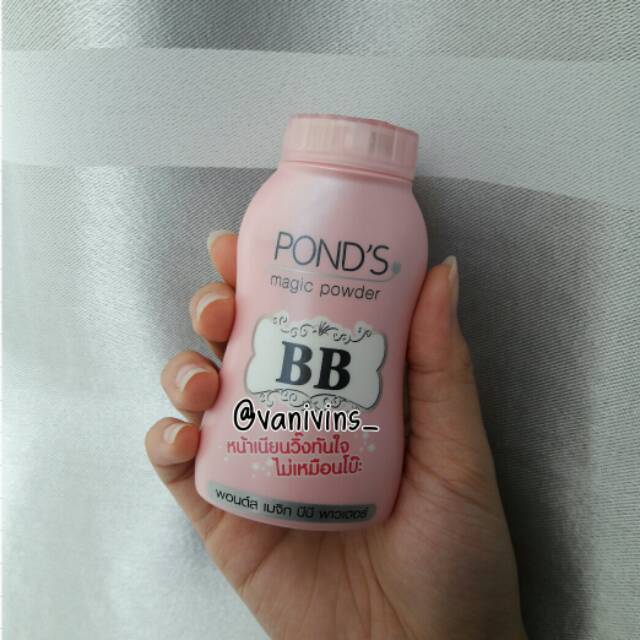 POND'S
magic powder
BB
@vanivins_
หน้าเนียนวิ๊งทันใจ
ไม่เหมือนโบ๊ะ
พอนด์ส เมจิก บีบี พาวเดอร์